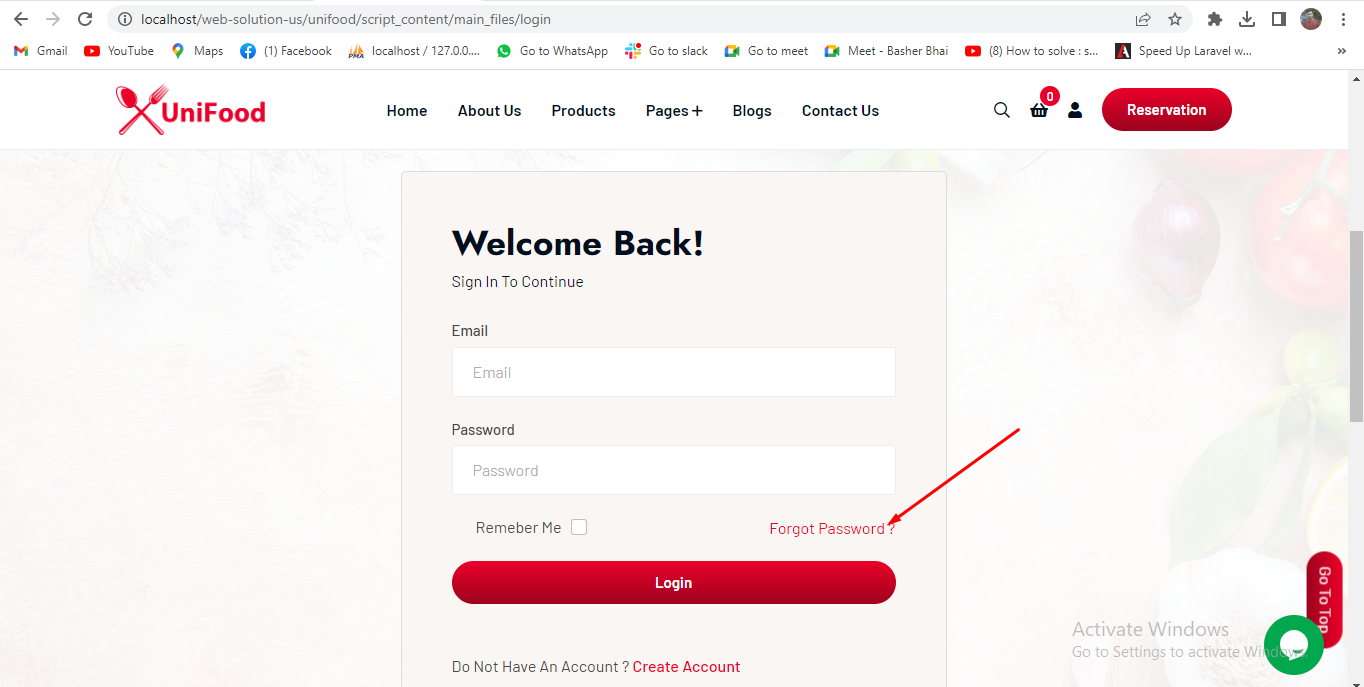 localhost/web-solution-us/unifood/script_content/main_files/login
Gmail YouTube Maps (1) Facebook localhost / 127.0.0.... Go to WhatsApp Go to slack Go to meet Meet - Basher Bhai (8) How to solve : s... Speed Up Laravel w... »
UniFood Home About Us Products Pages + Blogs Contact Us 0 Reservation
Welcome Back!
Sign In To Continue
Email
Email
Password
Password
Remeber Me Forgot Password ?
Login
Go To Top
Activate Windows
Go to Settings to activate Windows.
Do Not Have An Account ? Create Account